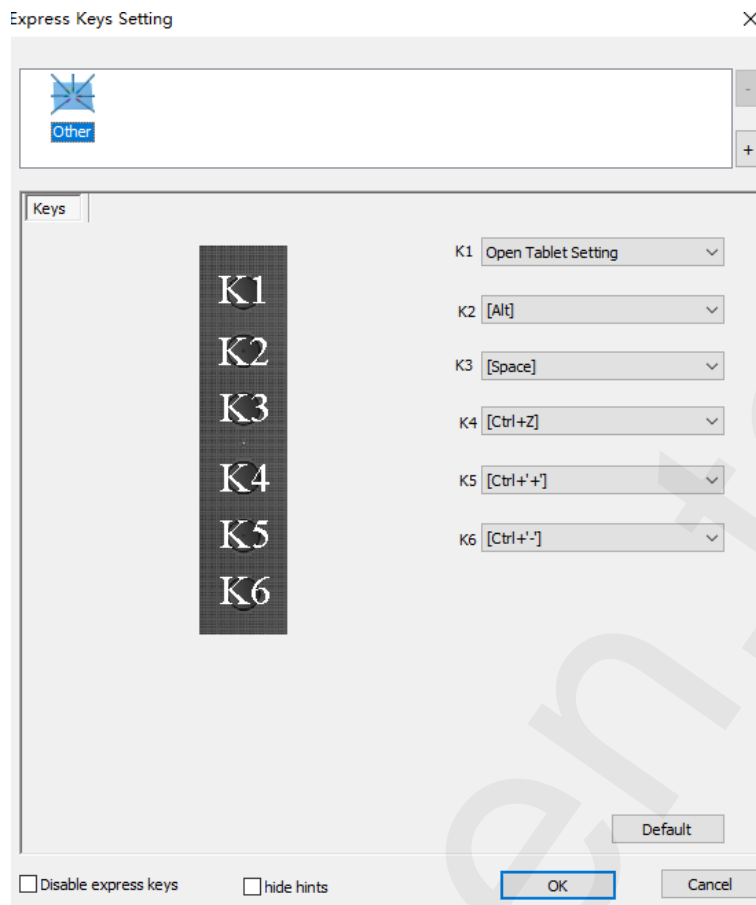 Express Keys Setting
Other
-
+
Keys
K1
K2
K3
K4
K5
K6
K1 Open Tablet Setting
K2 [Alt]
K3 [Space]
K4 [Ctrl+Z]
K5 [Ctrl+'+']
K6 [Ctrl+'-']
Default
Disable express keys
hide hints
OK
Cancel